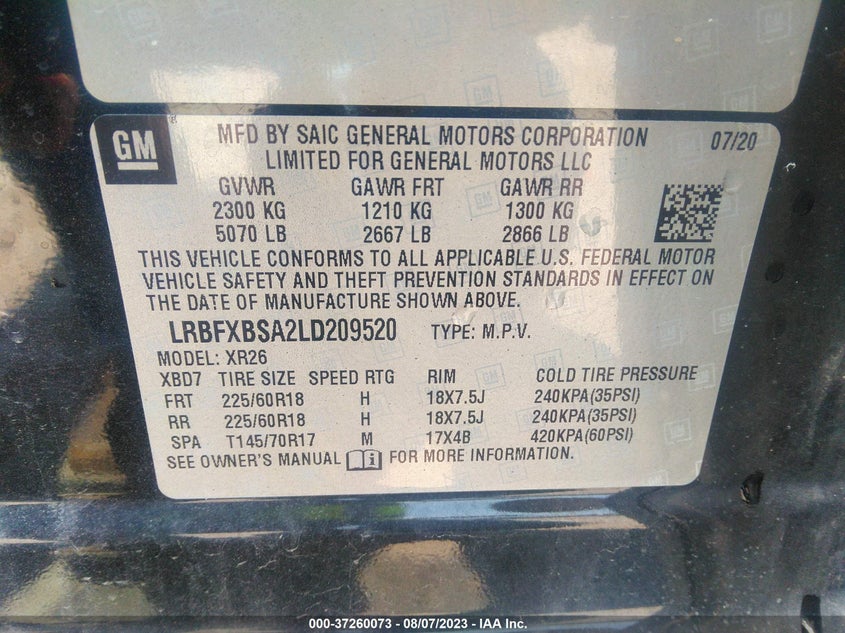 GM
MFD BY SAIC GENERAL MOTORS CORPORATION 07/20
LIMITED FOR GENERAL MOTORS LLC
GVWR GAWR FRT GAWR RR
2300 KG 1210 KG 1300 KG
5070 LB 2667 LB 2866 LB
THIS VEHICLE CONFORMS TO ALL APPLICABLE U.S. FEDERAL MOTOR
VEHICLE SAFETY AND THEFT PREVENTION STANDARDS IN EFFECT ON
THE DATE OF MANUFACTURE SHOWN ABOVE.
LRBFXBSA2LD209520 TYPE: M.P.V.
MODEL: XR26
XBD7 TIRE SIZE SPEED RTG RIM COLD TIRE PRESSURE
FRT 225/60R18 H 18X7.5J 240KPA(35PSI)
RR 225/60R18 H 18X7.5J 240KPA(35PSI)
SPA T145/70R17 M 17X4B 420KPA(60PSI)
SEE OWNER'S MANUAL FOR MORE INFORMATION.
000-37260073 - 08/07/2023 - IAA Inc.